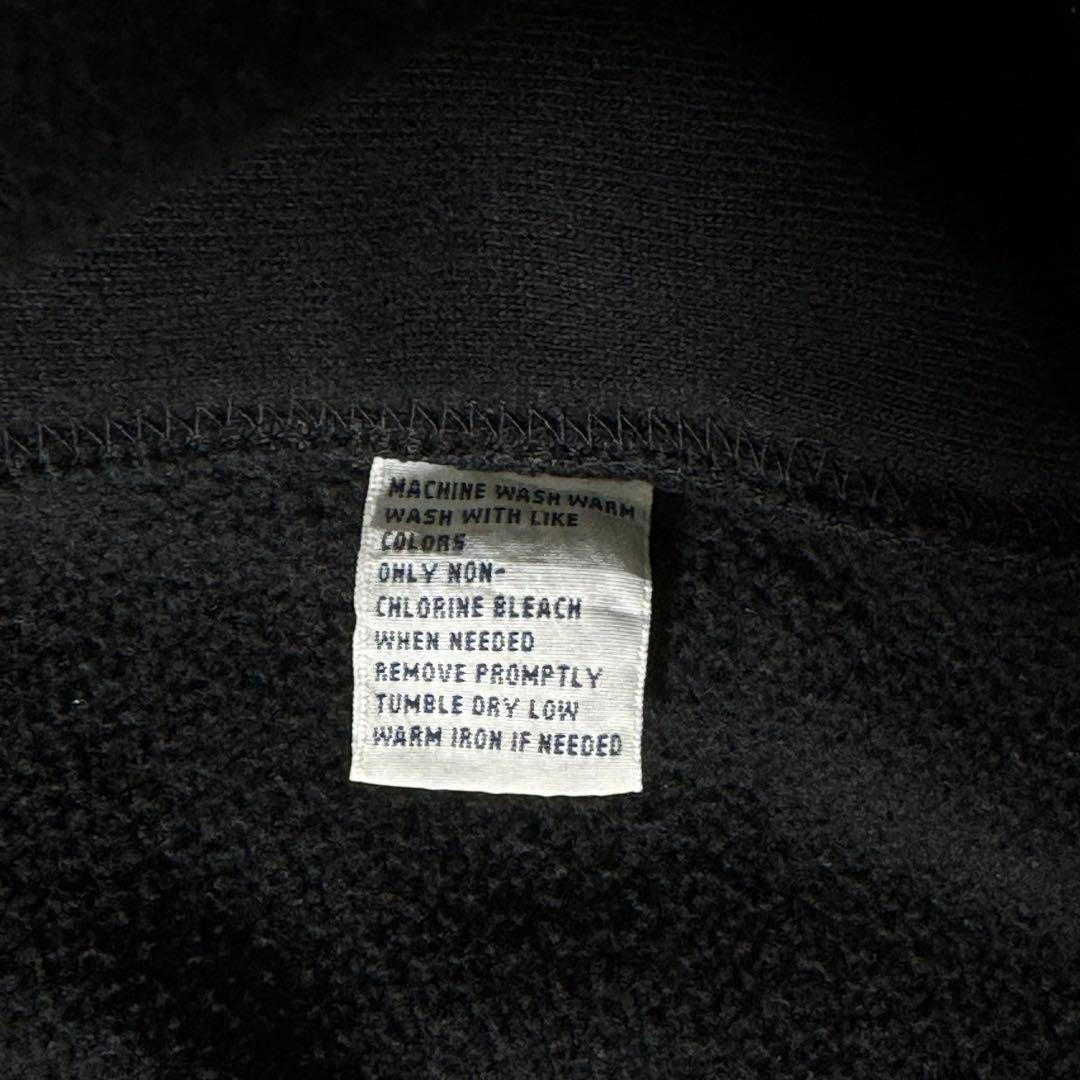 MACHINE WASH WARM
WASH WITH LIKE
COLORS
ONLY NON-
CHLORINE BLEACH
WHEN NEEDED
REMOVE PROMPTLY
TUMBLE DRY LOW
WARM IRON IF NEEDED